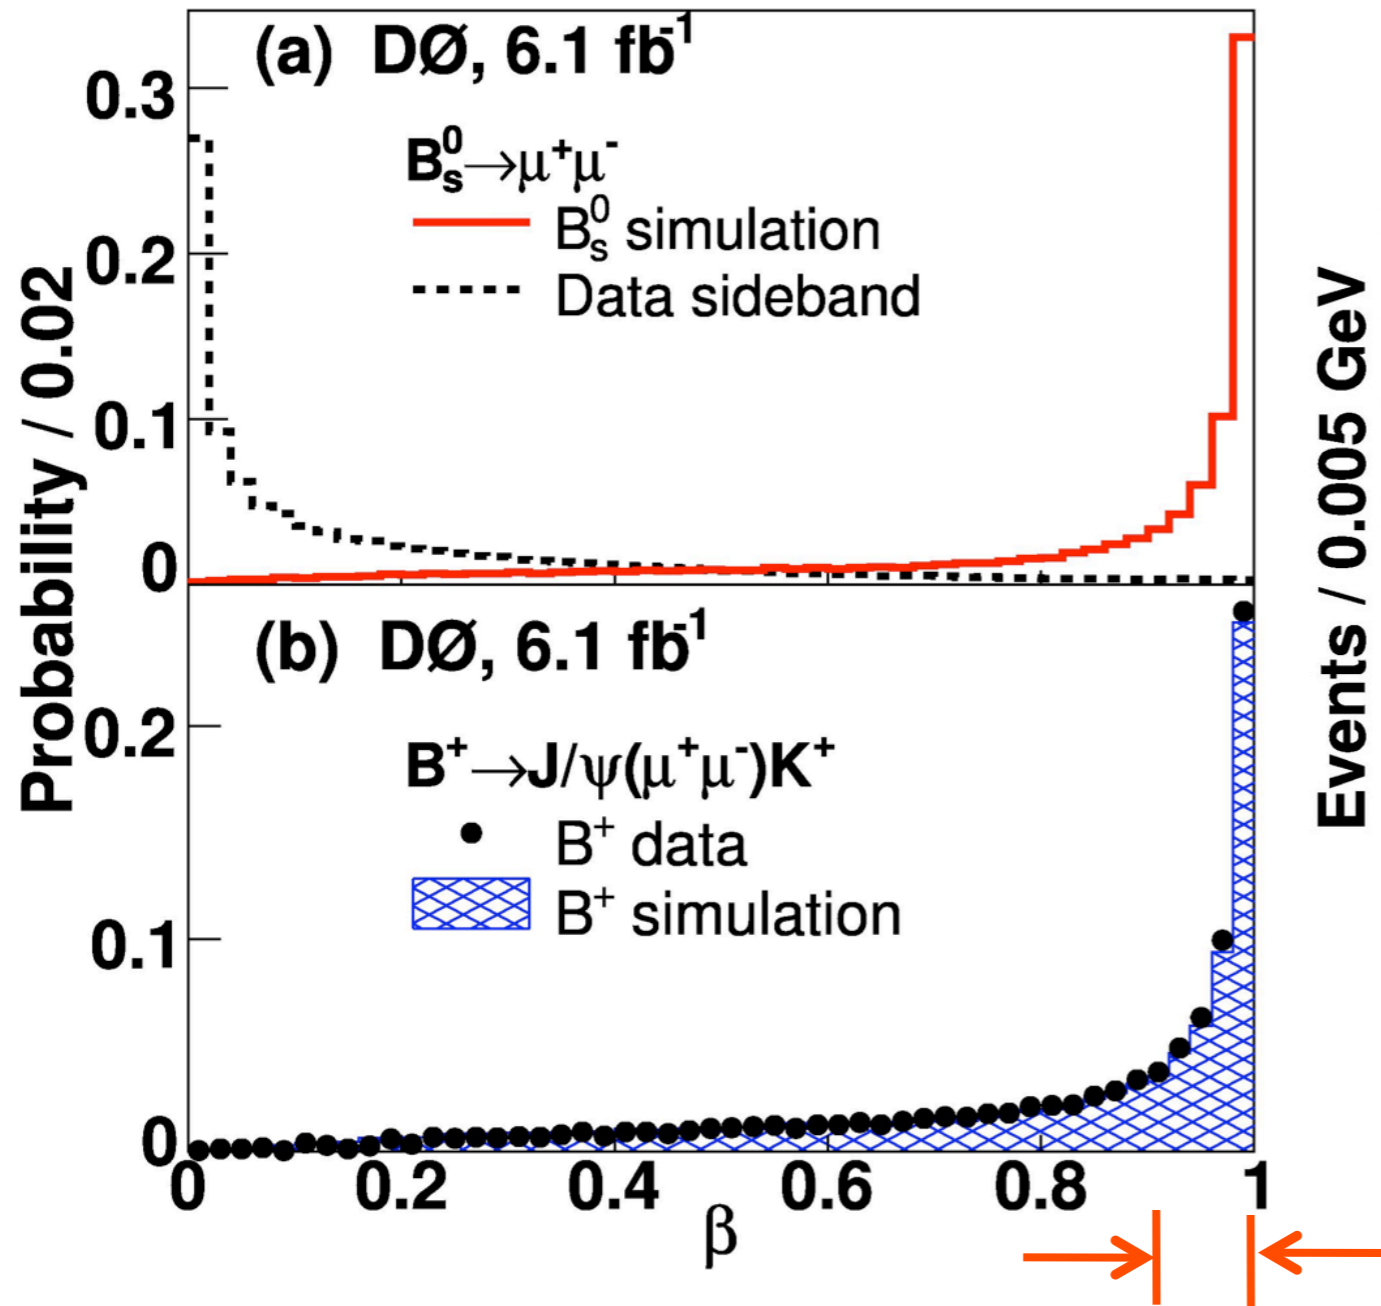 (a) DØ, 6.1 fb⁻¹
B⁰ₛ→μ⁺μ⁻
B⁰ₛ simulation
Data sideband
0.3
0.2
0.1
0
(b) DØ, 6.1 fb⁻¹
B⁺→J/ψ(μ⁺μ⁻)K⁺
B⁺ data
B⁺ simulation
0.2
0.1
0
0 0.2 0.4 0.6 0.8 1
β
Probability / 0.02
Events / 0.005 GeV